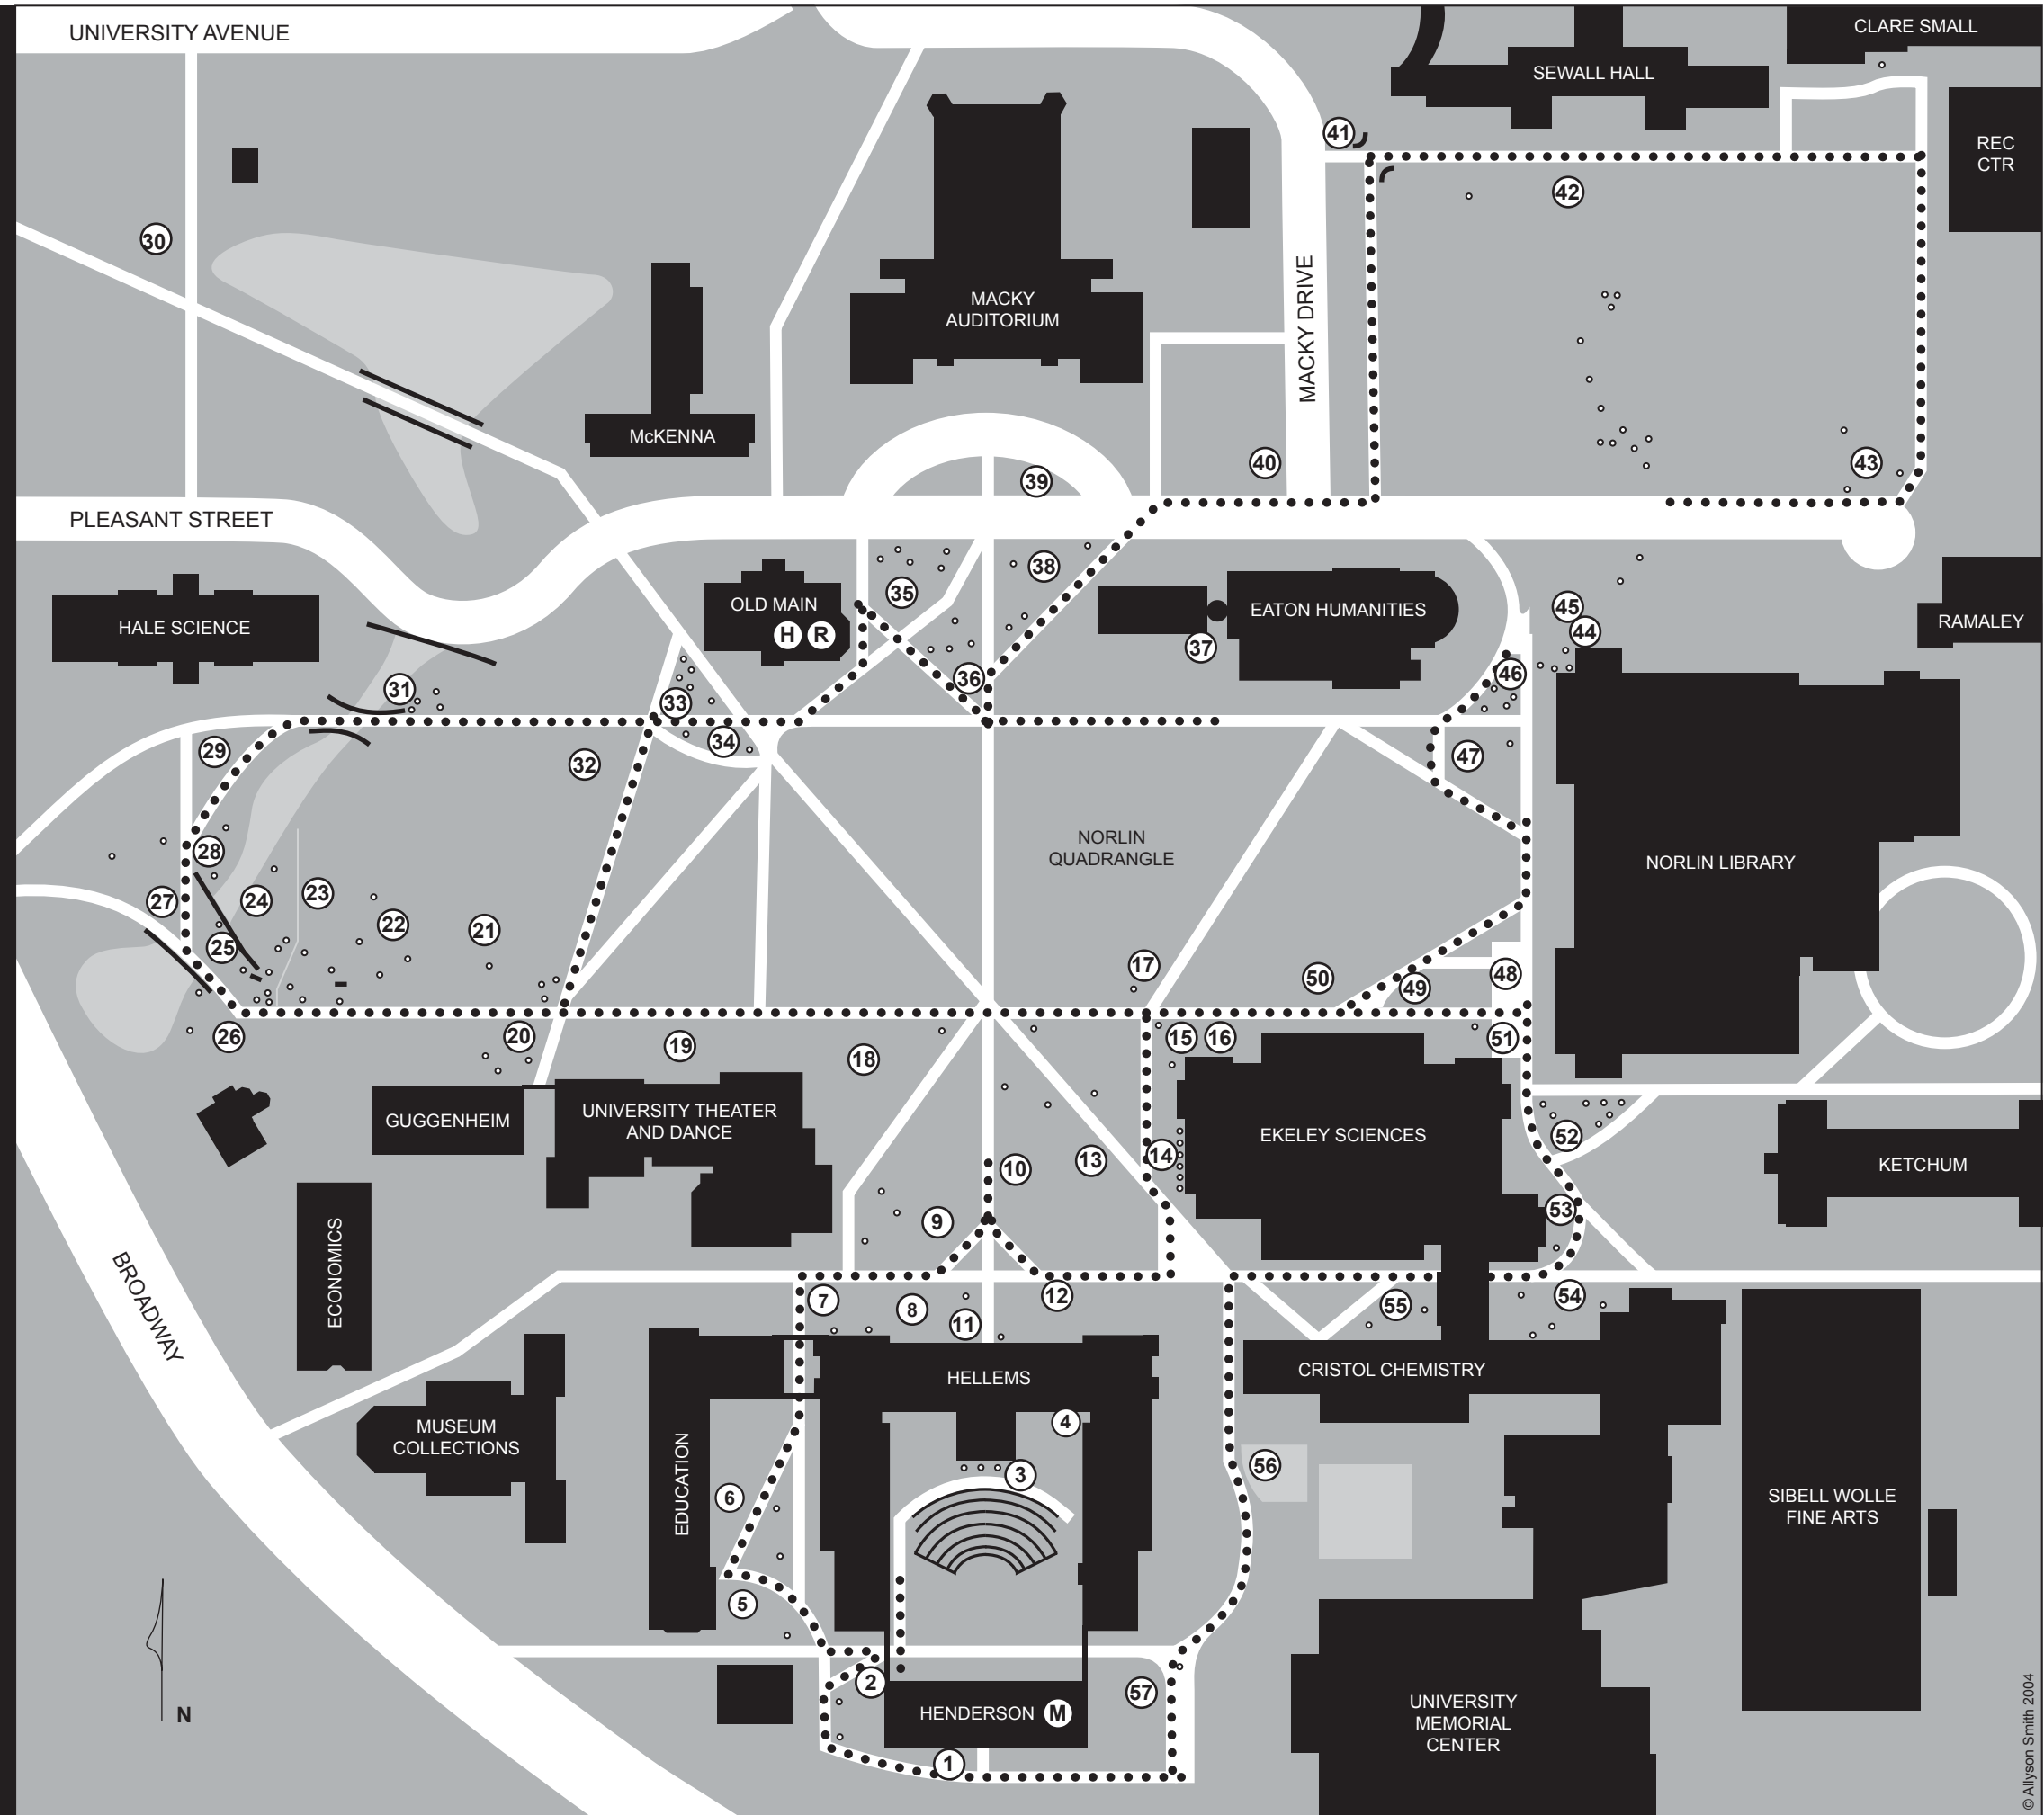 UNIVERSITY AVENUE
CLARE SMALL
SEWALL HALL
41
REC
CTR
42
30
MACKY
AUDITORIUM
MACKY DRIVE
McKENNA
40
43
39
PLEASANT STREET
38
35
OLD MAIN
H R
EATON HUMANITIES
45
44
RAMALEY
HALE SCIENCE
37
46
36
31
33
34
29
32
47
NORLIN
QUADRANGLE
28
NORLIN LIBRARY
27
24
23
22
21
25
17
50
49
48
26
20
19
18
15
16
51
GUGGENHEIM
UNIVERSITY THEATER
AND DANCE
EKELEY SCIENCES
52
KETCHUM
10
13
14
9
53
ECONOMICS
BROADWAY
7
8
11
12
55
54
HELLEMS
CRISTOL CHEMISTRY
MUSEUM
COLLECTIONS
4
EDUCATION
3
56
6
SIBELL WOLLE
FINE ARTS
5
2
57
N
HENDERSON M
UNIVERSITY
MEMORIAL
CENTER
1
© Allyson Smith 2004